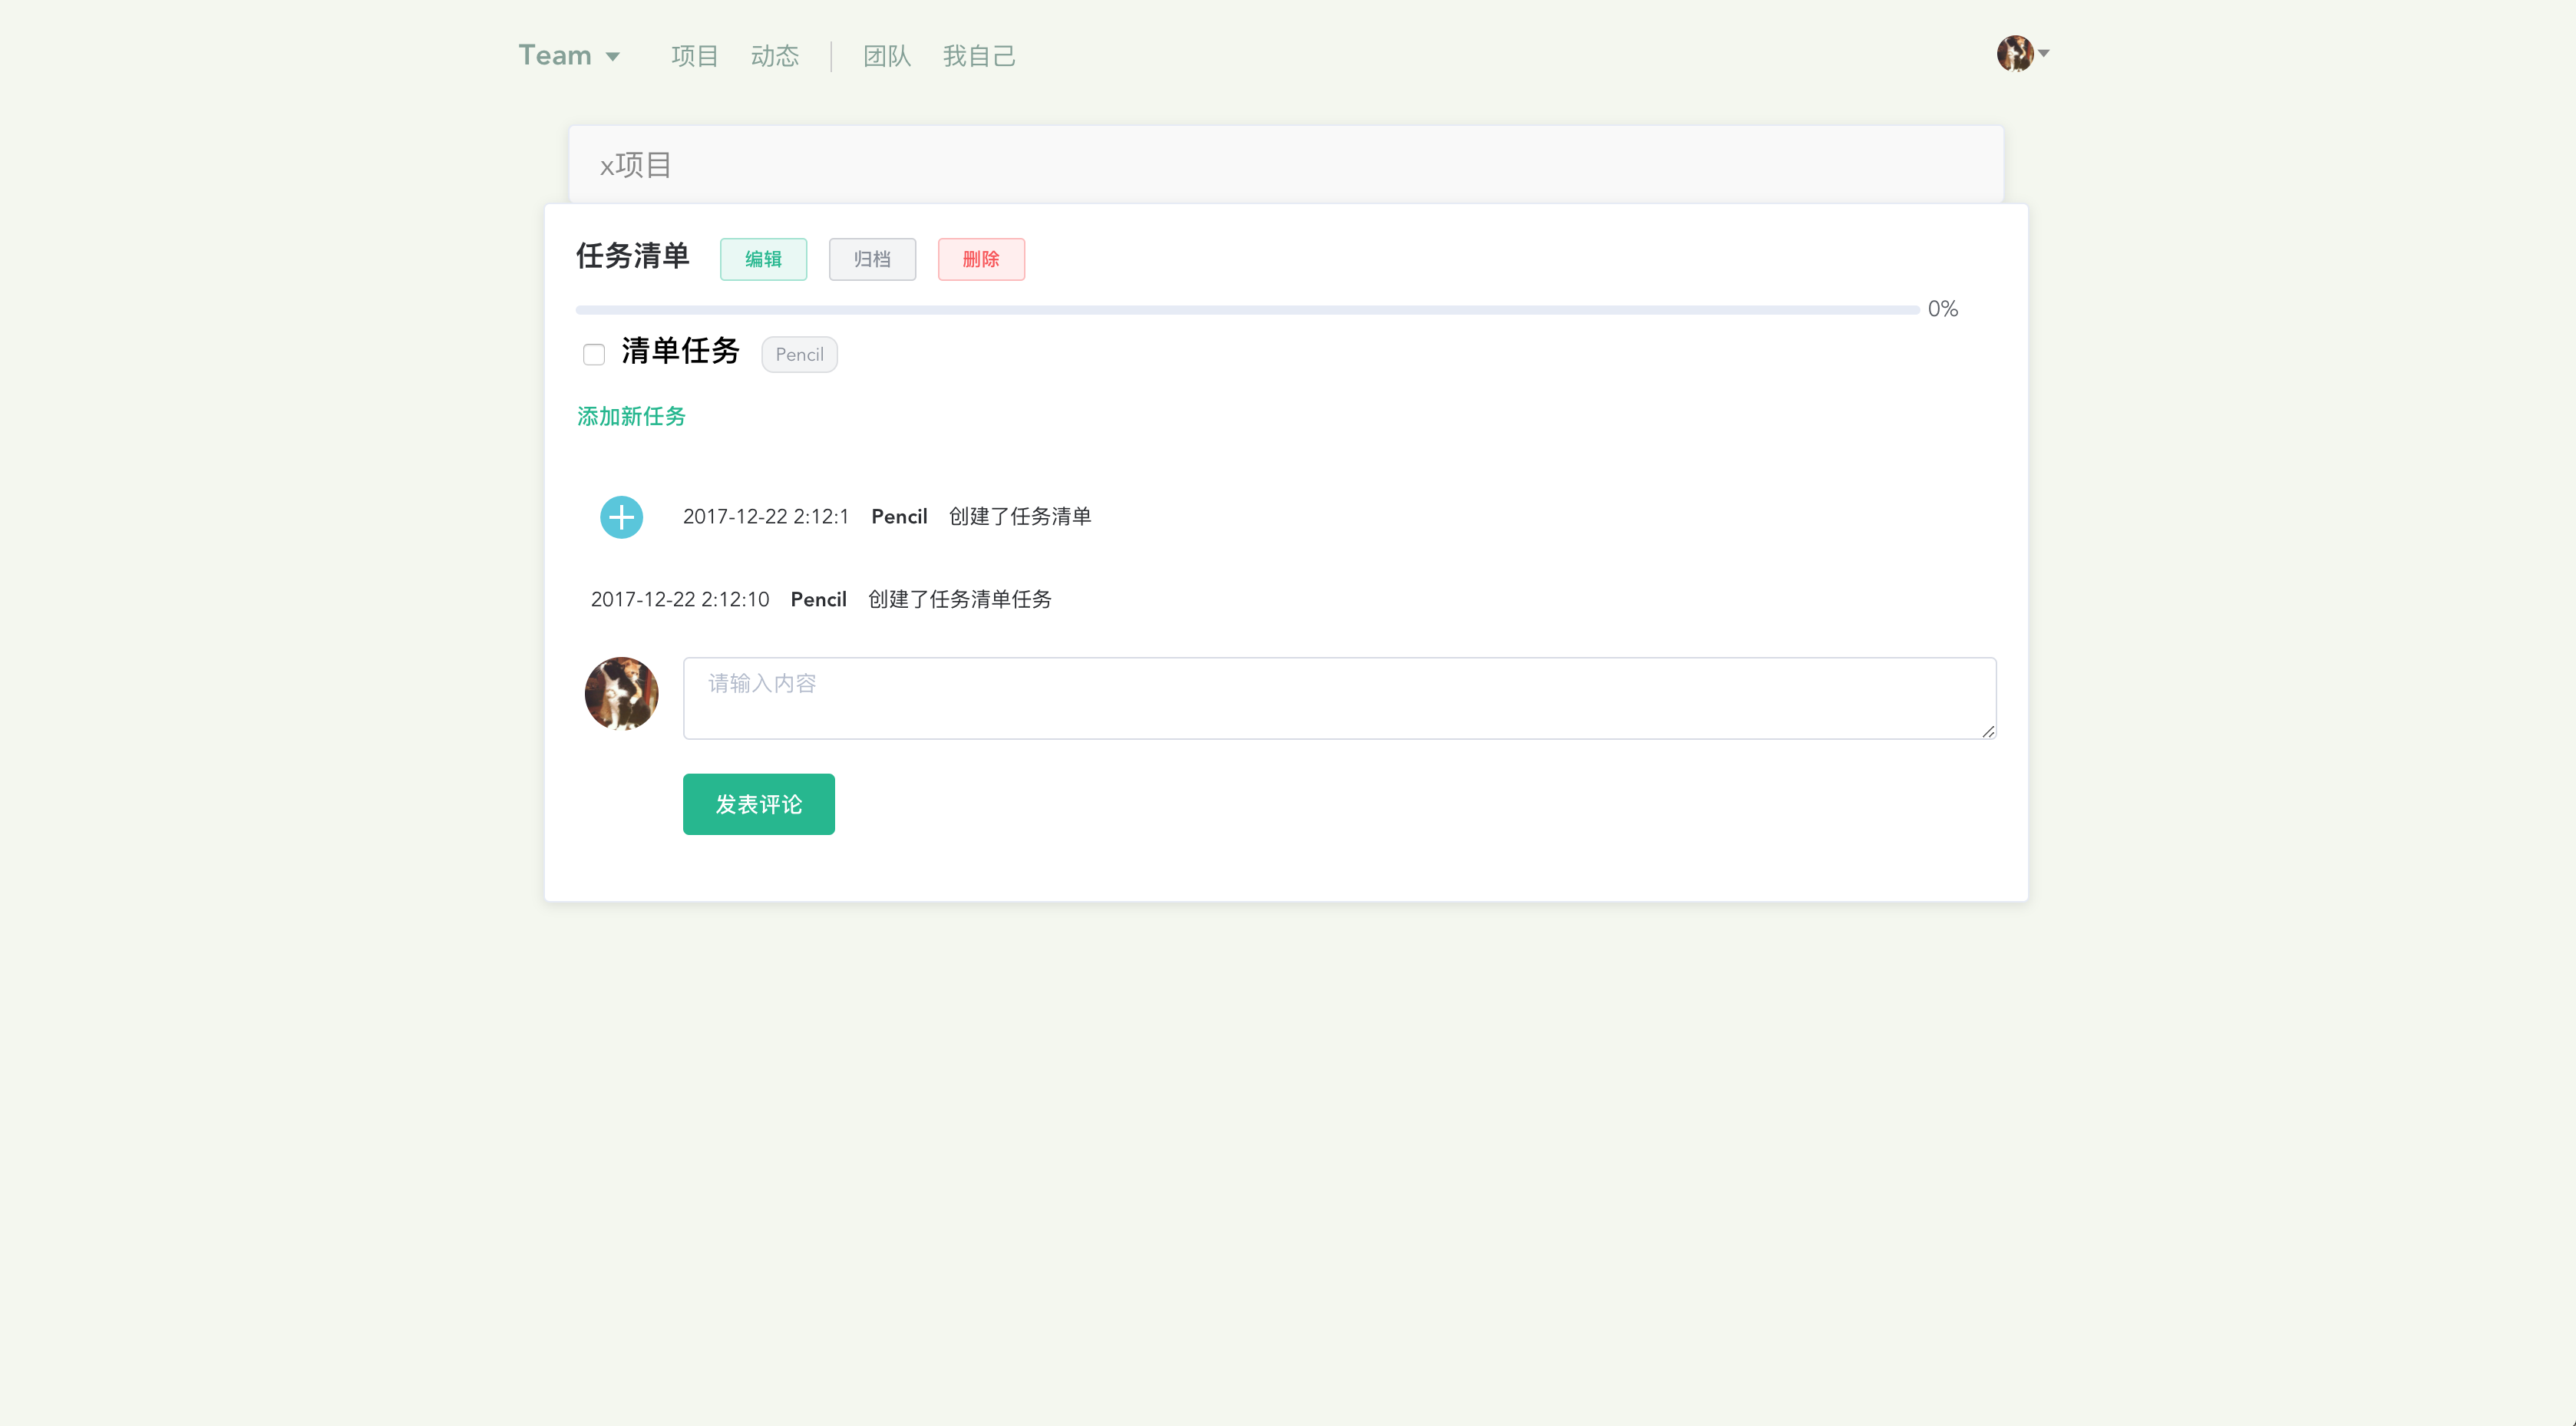 Team 项目 动态 团队 我自己
x项目
任务清单 编辑 归档 删除
0%
清单任务 Pencil
添加新任务
2017-12-22 2:12:1 Pencil 创建了任务清单
2017-12-22 2:12:10 Pencil 创建了任务清单任务
请输入内容
发表评论